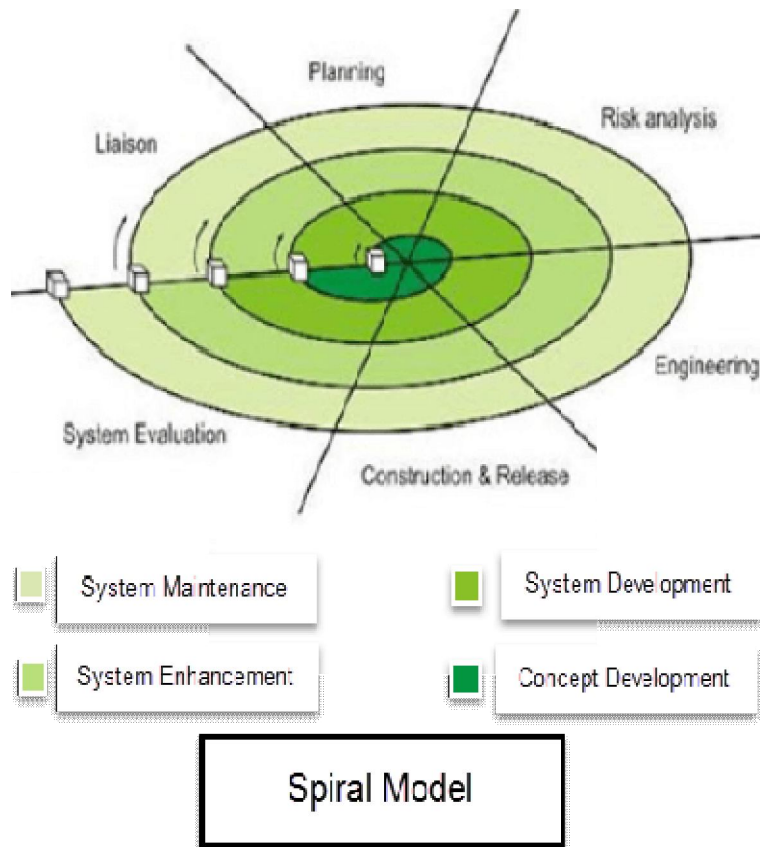 Planning
Risk analysis
Liaison
Engineering
System Evaluation
Construction & Release
System Maintenance
System Development
System Enhancement
Concept Development
Spiral Model